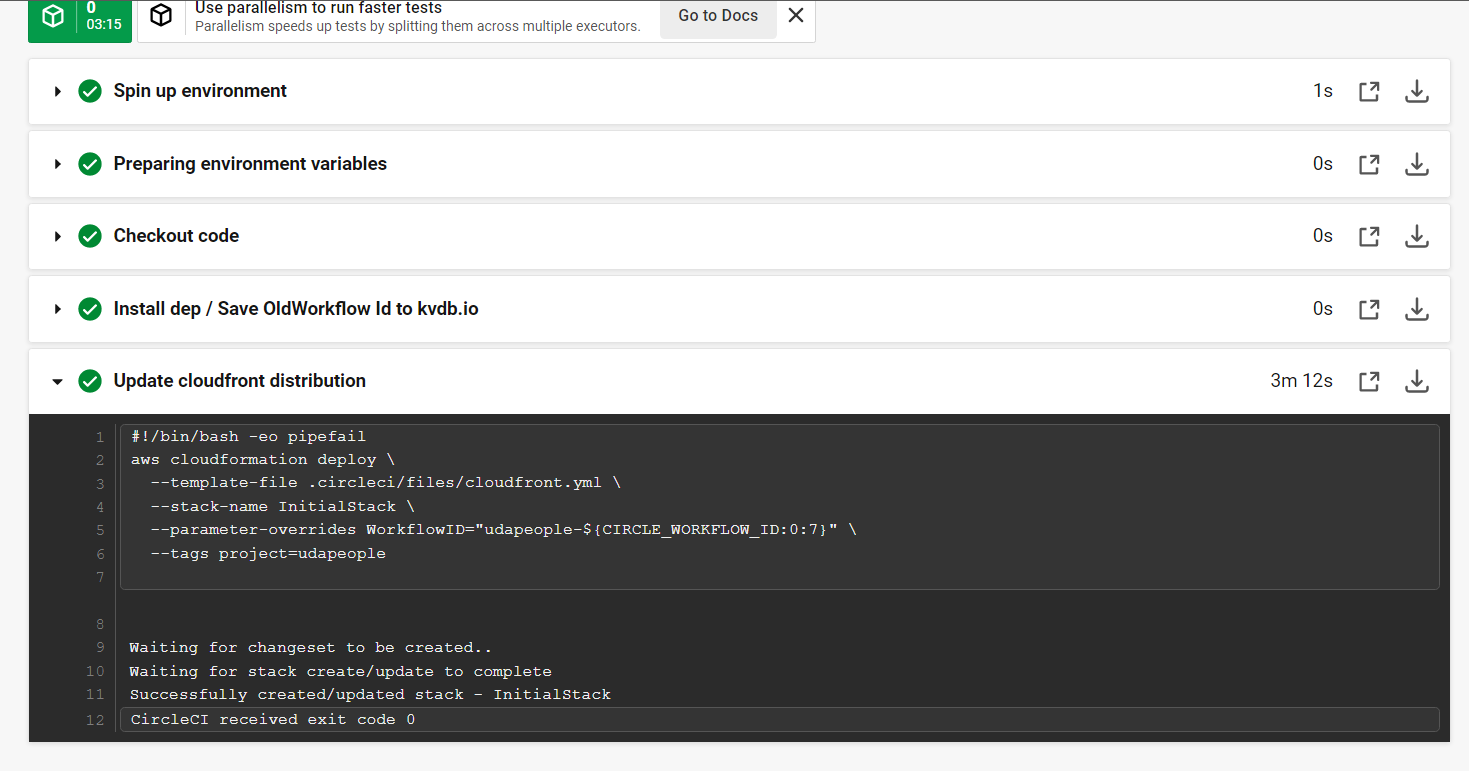 0
03:15
Use parallelism to run faster tests
Parallelism speeds up tests by splitting them across multiple executors.
Go to Docs
Spin up environment
1s
Preparing environment variables
0s
Checkout code
0s
Install dep / Save OldWorkflow Id to kvdb.io
0s
Update cloudfront distribution
3m 12s
1 #!/bin/bash -eo pipefail
2 aws cloudformation deploy \
3 --template-file .circleci/files/cloudfront.yml \
4 --stack-name InitialStack \
5 --parameter-overrides WorkflowID="udapeople-${CIRCLE_WORKFLOW_ID:0:7}" \
6 --tags project=udapeople
7
8
9 Waiting for changeset to be created..
10 Waiting for stack create/update to complete
11 Successfully created/updated stack - InitialStack
12 CircleCI received exit code 0